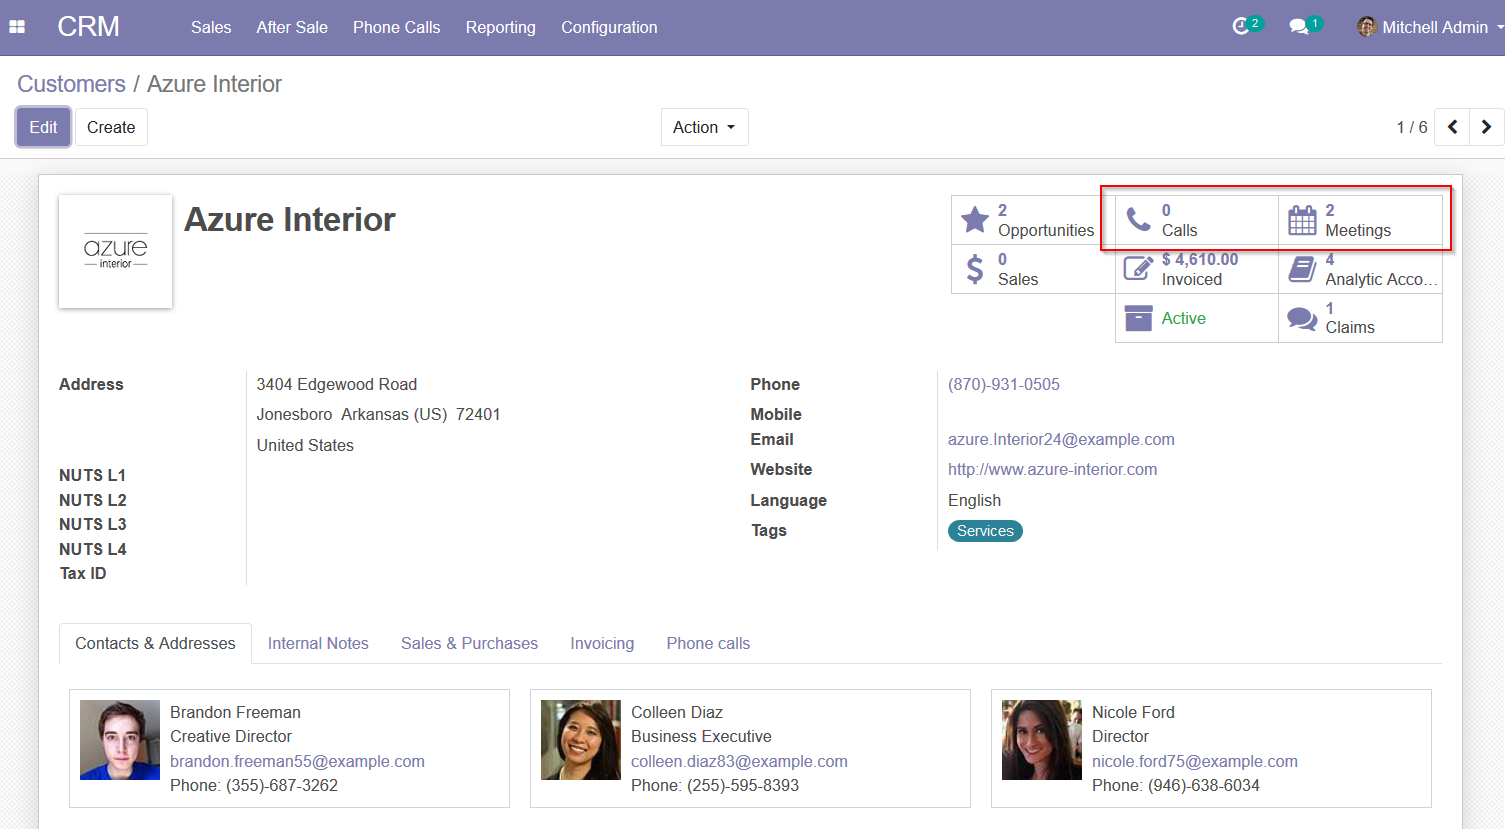 CRM Sales After Sale Phone Calls Reporting Configuration 2 1 Mitchell Admin
Customers / Azure Interior
Edit Create Action 1 / 6
azure
interior
Azure Interior
2
Opportunities
0
Calls
2
Meetings
0
Sales
$ 4,610.00
Invoiced
4
Analytic Acco...
Active
1
Claims
Address
3404 Edgewood Road
Jonesboro Arkansas (US) 72401
United States
NUTS L1
NUTS L2
NUTS L3
NUTS L4
Tax ID
Phone (870)-931-0505
Mobile
Email azure.Interior24@example.com
Website http://www.azure-interior.com
Language English
Tags Services
Contacts & Addresses Internal Notes Sales & Purchases Invoicing Phone calls
Brandon Freeman
Creative Director
brandon.freeman55@example.com
Phone: (355)-687-3262
Colleen Diaz
Business Executive
colleen.diaz83@example.com
Phone: (255)-595-8393
Nicole Ford
Director
nicole.ford75@example.com
Phone: (946)-638-6034